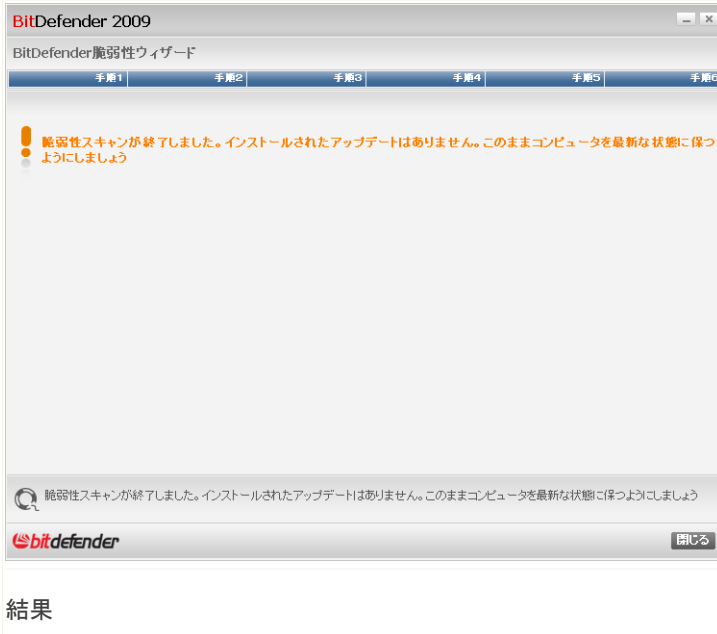 BitDefender 2009
BitDefender脆弱性ウィザード
手順1 手順2 手順3 手順4 手順5 手順6
脆弱性スキャンが終了しました。インストールされたアップデートはありません。このままコンピュータを最新な状態に保つ
ようにしましょう
脆弱性スキャンが終了しました。インストールされたアップデートはありません。このままコンピュータを最新な状態に保つようにしましょう
bitdefender
閉じる
結果